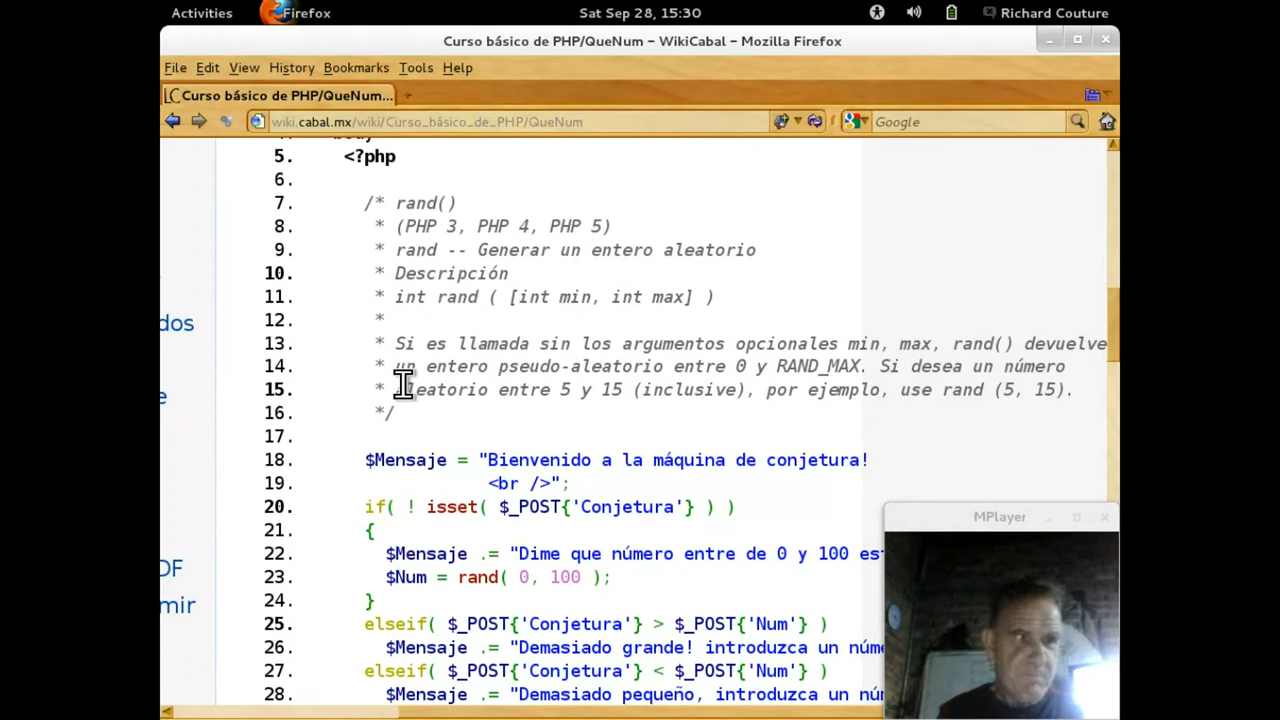 Activities Firefox Sat Sep 28, 15:30 Richard Couture
Curso básico de PHP/QueNum - WikiCabal - Mozilla Firefox
File Edit View History Bookmarks Tools Help
Curso básico de PHP/QueNum...
wiki.cabal.mx/wiki/Curso_básico_de_PHP/QueNum Google
5. <?php
6.
7. /* rand()
8. * (PHP 3, PHP 4, PHP 5)
9. * rand -- Generar un entero aleatorio
10. * Descripción
11. * int rand ( [int min, int max] )
12. *
13. * Si es llamada sin los argumentos opcionales min, max, rand() devuelve
14. * un entero pseudo-aleatorio entre 0 y RAND_MAX. Si desea un número
15. * aleatorio entre 5 y 15 (inclusive), por ejemplo, use rand (5, 15).
16. */
17.
18. $Mensaje = "Bienvenido a la máquina de conjetura!
19. <br />";
20. if( ! isset( $_POST{'Conjetura'} ) )
21. {
22. $Mensaje .= "Dime que número entre de 0 y 100 es
23. $Num = rand( 0, 100 );
24. }
25. elseif( $_POST{'Conjetura'} > $_POST{'Num'} )
26. $Mensaje .= "Demasiado grande! introduzca un núme
27. elseif( $_POST{'Conjetura'} < $_POST{'Num'} )
28. $Mensaje .= "Demasiado pequeño, introduzca un nú
dos
e
DF
mir
MPlayer